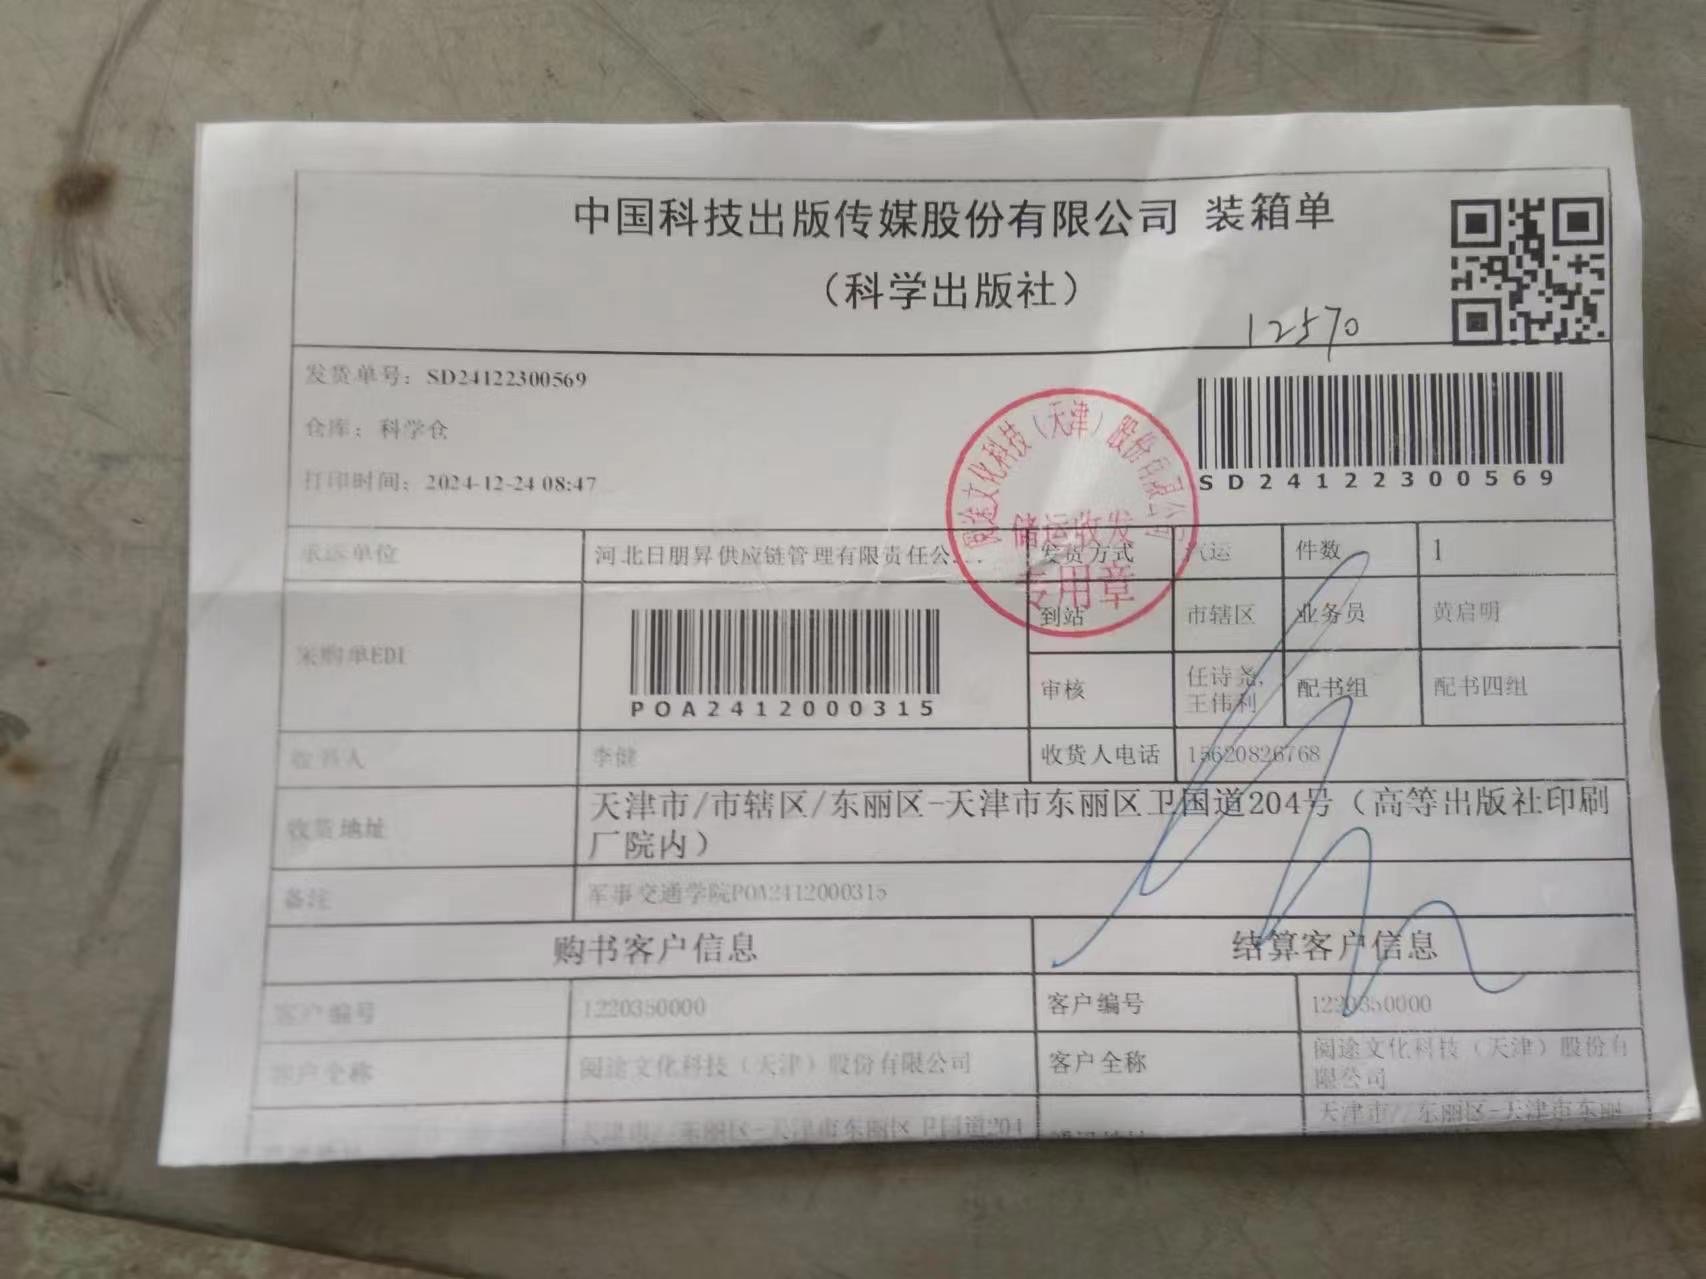 中国科技出版传媒股份有限公司 装箱单
（科学出版社）
12570
发货单号：SD24122300569
仓库：科学仓
打印时间：2024-12-24 08:47
SD24122300569
阅途文化科技（天津）股份有限公司
储运收发
专用章
承运单位 河北日朋昇供应链管理有限责任公... 发货方式 汽运 件数 1
采购单EDI POA2412000315
到站 市辖区 业务员 黄启明
审核 任诗尧, 王伟利 配书组 配书四组
收书人 李健 收货人电话 15620826768
收货地址 天津市/市辖区/东丽区-天津市东丽区卫国道204号（高等出版社印刷
厂院内）
备注 军事交通学院POA2412000315
购书客户信息 结算客户信息
客户编号 1220350000 客户编号 1220350000
客户全称 阅途文化科技（天津）股份有限公司 客户全称 阅途文化科技（天津）股份有
限公司
天津市//东丽区-天津市东丽区卫国道204 天津市//东丽区-天津市东丽